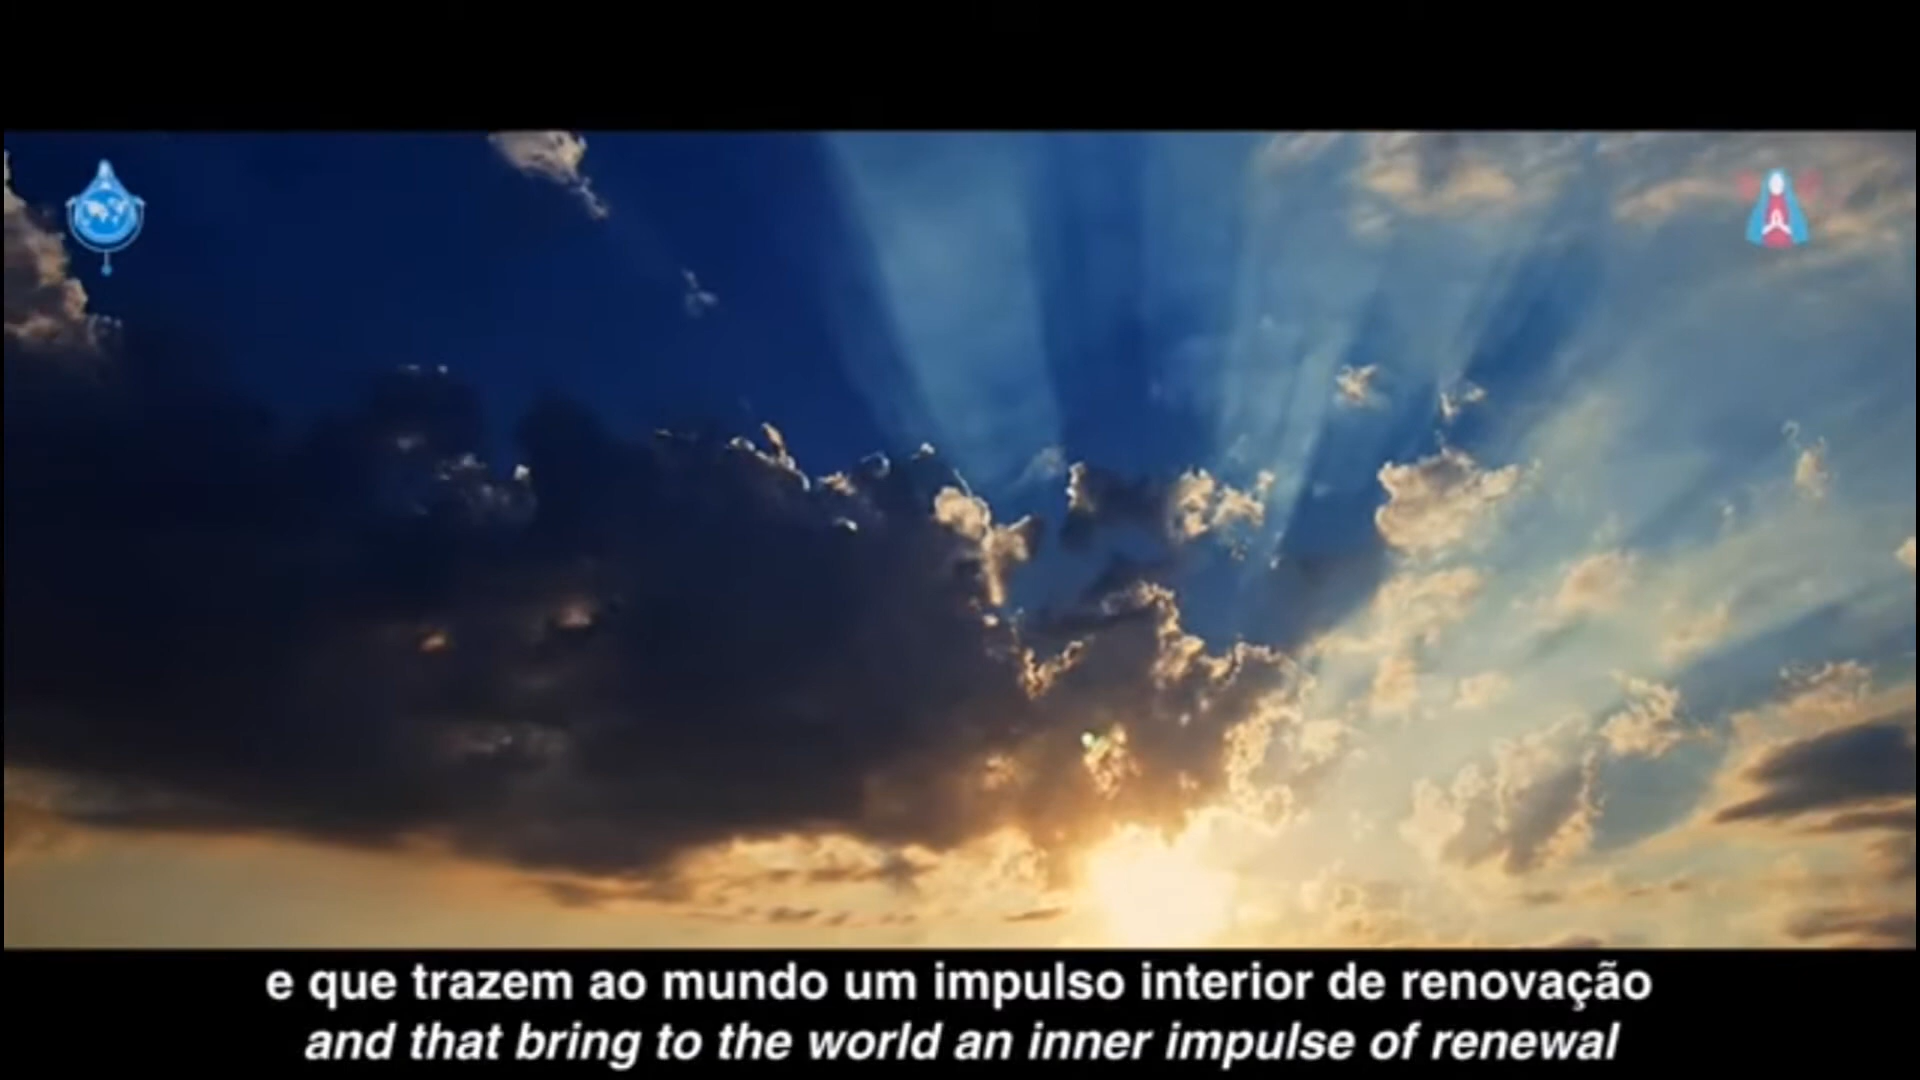 e que trazem ao mundo um impulso interior de renovação
and that bring to the world an inner impulse of renewal